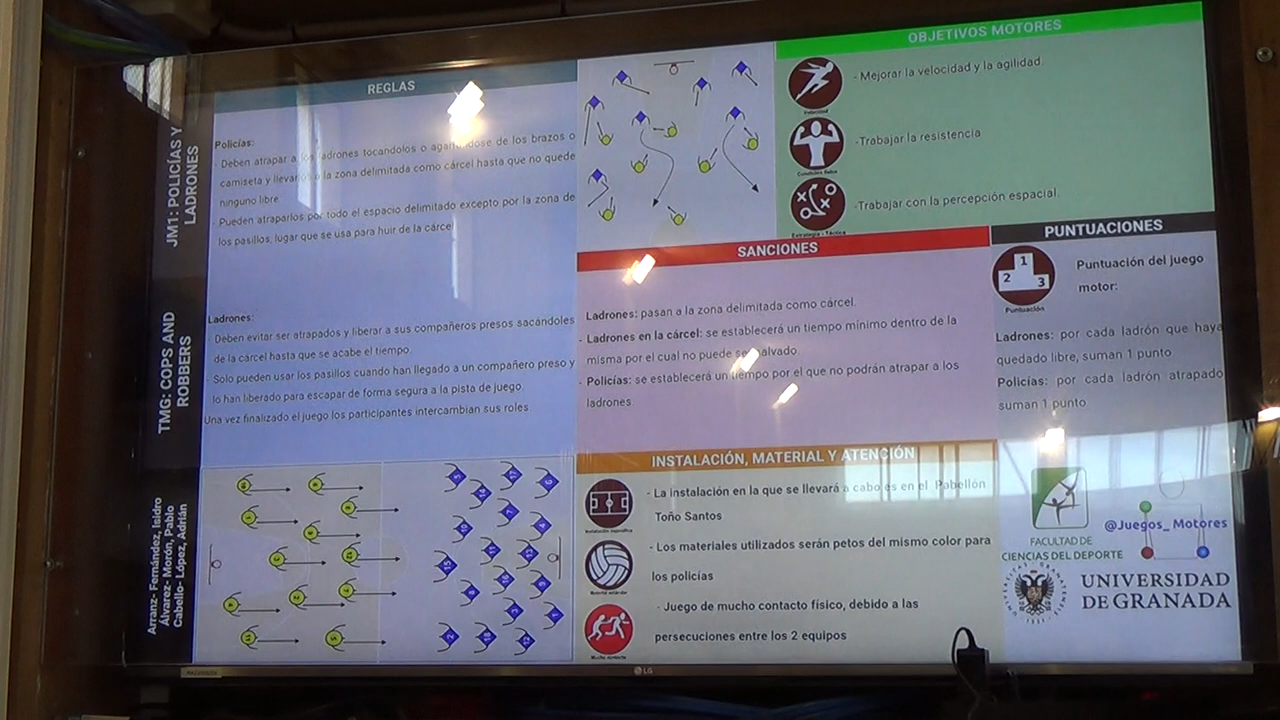 JM1: POLICÍAS Y
LADRONES
TMG: COPS AND
ROBBERS
Arranz- Fernández, Isidro
Álvarez- Morón, Pablo
Cabello- López, Adrián
REGLAS
Policías:
- Deben atrapar a los ladrones tocandolos o agarrandose de los brazos o
camiseta y llevarlos a la zona delimitada como cárcel hasta que no quede
ninguno libre.
- Pueden atraparlos por todo el espacio delimitado excepto por la zona de
los pasillos, lugar que se usa para huir de la cárcel
Ladrones:
- Deben evitar ser atrapados y liberar a sus compañeros presos sacándoles
de la cárcel hasta que se acabe el tiempo.
- Solo pueden usar los pasillos cuando han llegado a un compañero preso y
lo han liberado para escapar de forma segura a la pista de juego.
Una vez finalizado el juego los participantes intercambian sus roles
OBJETIVOS MOTORES
Velocidad
- Mejorar la velocidad y la agilidad.
Condición física
-Trabajar la resistencia
Estrategia - Táctica
-Trabajar con la percepción espacial.
SANCIONES
Ladrones: pasan a la zona delimitada como cárcel.
- Ladrones en la cárcel: se establecerá un tiempo mínimo dentro de la
misma por el cual no puede ser salvado
- Policías: se establecerá un tiempo por el que no podrán atrapar a los
ladrones
PUNTUACIONES
1
2
3
Puntuación
Puntuación del juego
motor:
Ladrones: por cada ladrón que haya
quedado libre, suman 1 punto
Policías: por cada ladrón atrapado
suman 1 punto
INSTALACIÓN, MATERIAL Y ATENCIÓN
- La instalación en la que se llevará a cabo es en el Pabellón
Toño Santos
- Los materiales utilizados serán petos del mismo color para
los policías
- Juego de mucho contacto físico, debido a las
persecuciones entre los 2 equipos
FACULTAD DE
CIENCIAS DEL DEPORTE
@Juegos_ Motores
UNIVERSIDAD
DE GRANADA
LG